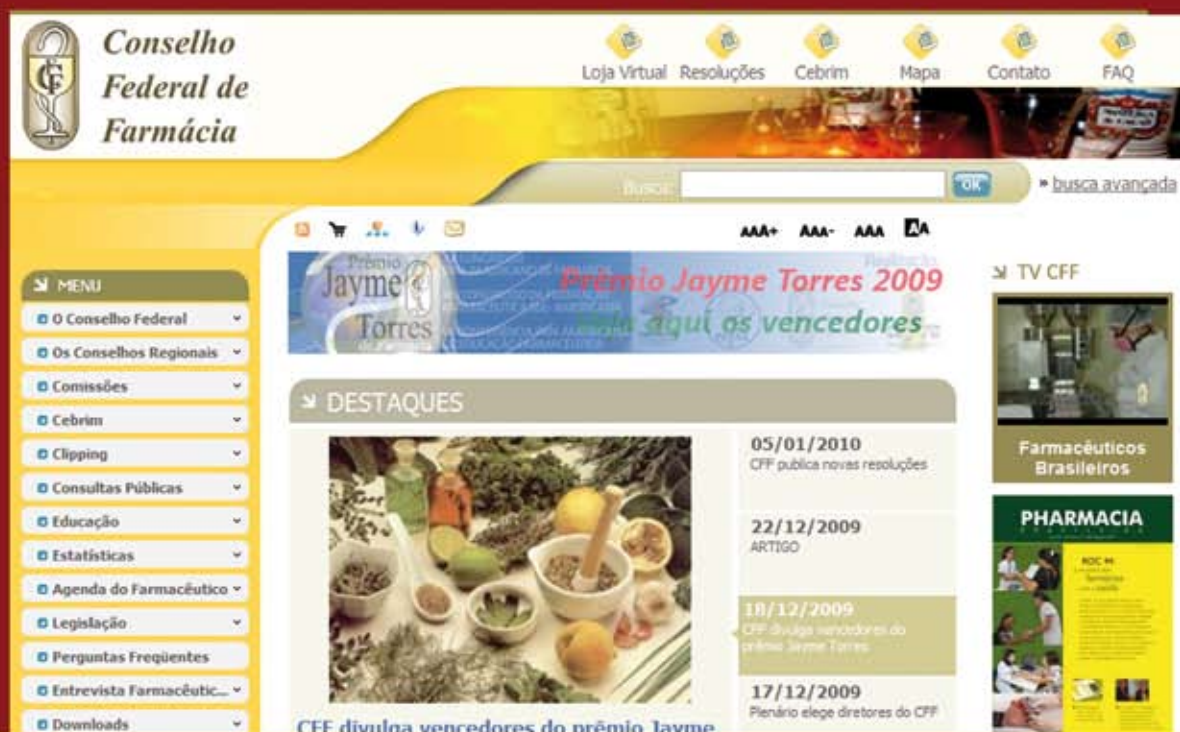 Conselho
Federal de
Farmácia
Loja Virtual
Resoluções
Cebrim
Mapa
Contato
FAQ
Busca:
OK
» busca avançada
AAA+ AAA- AAA AA
MENU
O Conselho Federal
Os Conselhos Regionais
Comissões
Cebrim
Clipping
Consultas Públicas
Educação
Estatísticas
Agenda do Farmacêutico
Legislação
Perguntas Freqüentes
Entrevista Farmacêutic...
Downloads
Prêmio
Jayme
Torres
Prêmio Jayme Torres 2009
Veja aqui os vencedores
DESTAQUES
CFF divulga vencedores do prêmio Jayme
05/01/2010
CFF publica novas resoluções
22/12/2009
ARTIGO
18/12/2009
CFF divulga vencedores do
prêmio Jayme Torres
17/12/2009
Plenário elege diretores do CFF
TV CFF
Farmacêuticos
Brasileiros
PHARMACIA